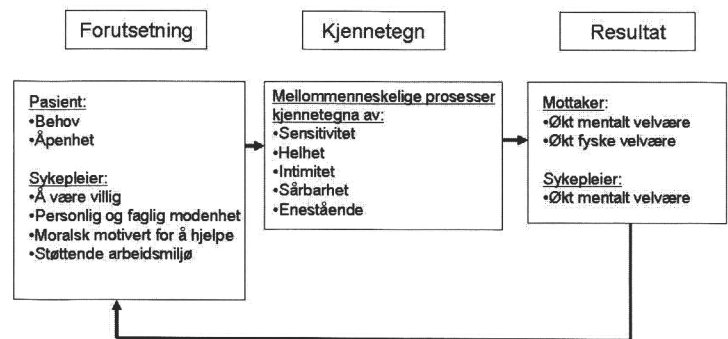 Forutsetning
Kjennetegn
Resultat
Pasient:
•Behov
•Åpenhet
Sykepleier:
•Å være villig
•Personlig og faglig modenhet
•Moralsk motivert for å hjelpe
•Støttende arbeidsmiljø
Mellommenneskelige prosesser
kjennetegna av:
•Sensitivitet
•Helhet
•Intimitet
•Sårbarhet
•Enestående
Mottaker:
•Økt mentalt velvære
•Økt fyske velvære
Sykepleier:
•Økt mentalt velvære